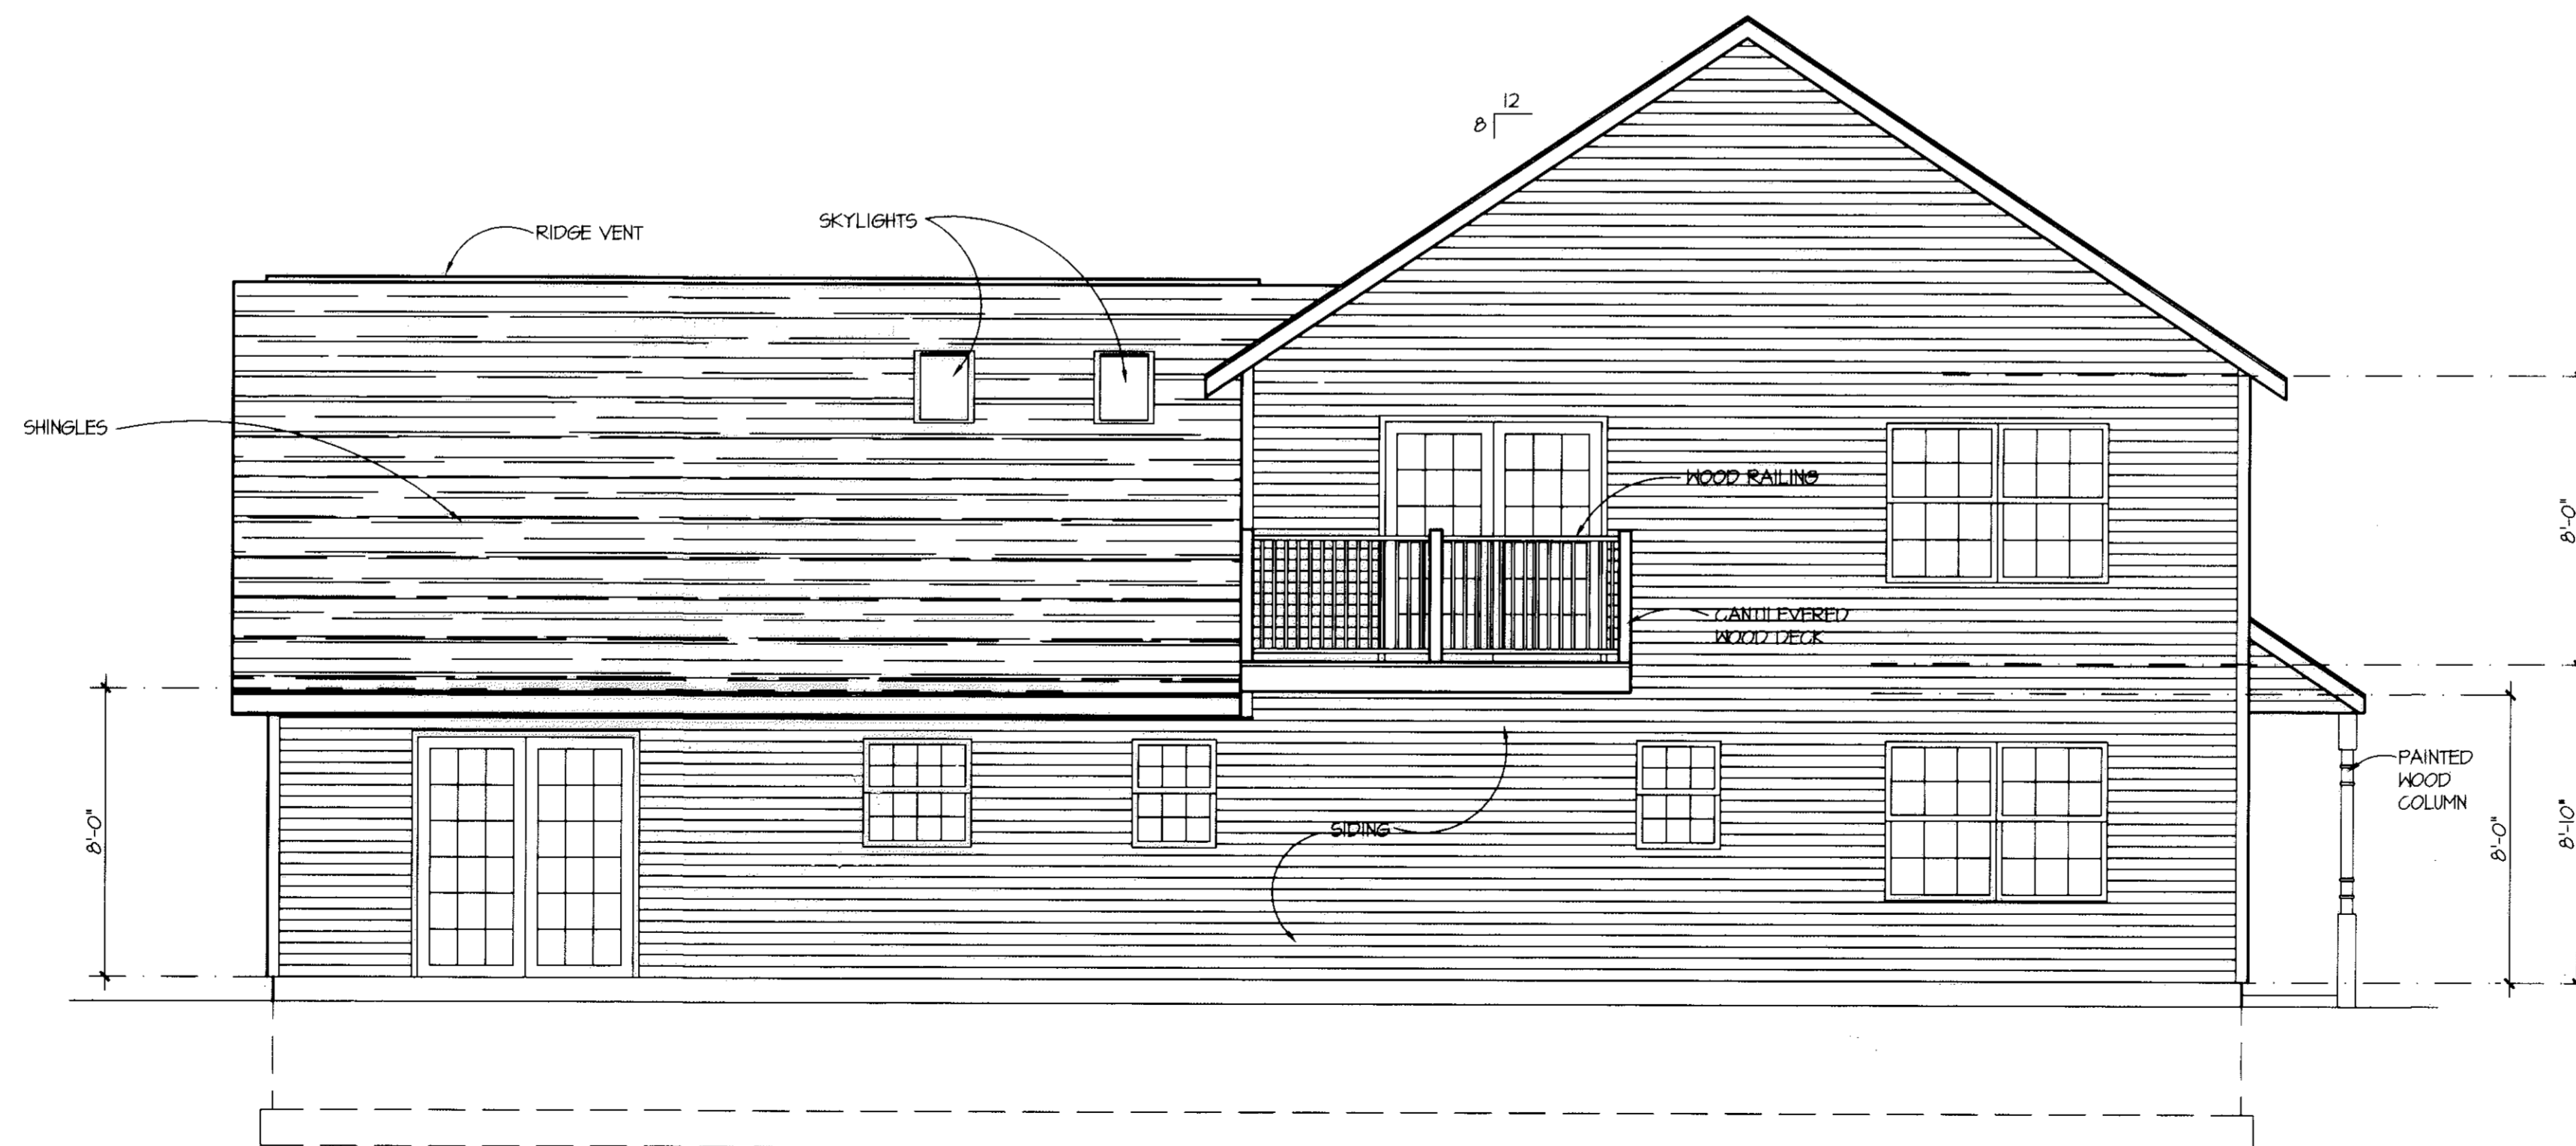 12
8
RIDGE VENT
SKYLIGHTS
SHINGLES
WOOD RAILING
8'-0"
CANTILEVERED
WOOD DECK
PAINTED
WOOD
COLUMN
8'-0"
SIDING
8'-0"
8'-10"